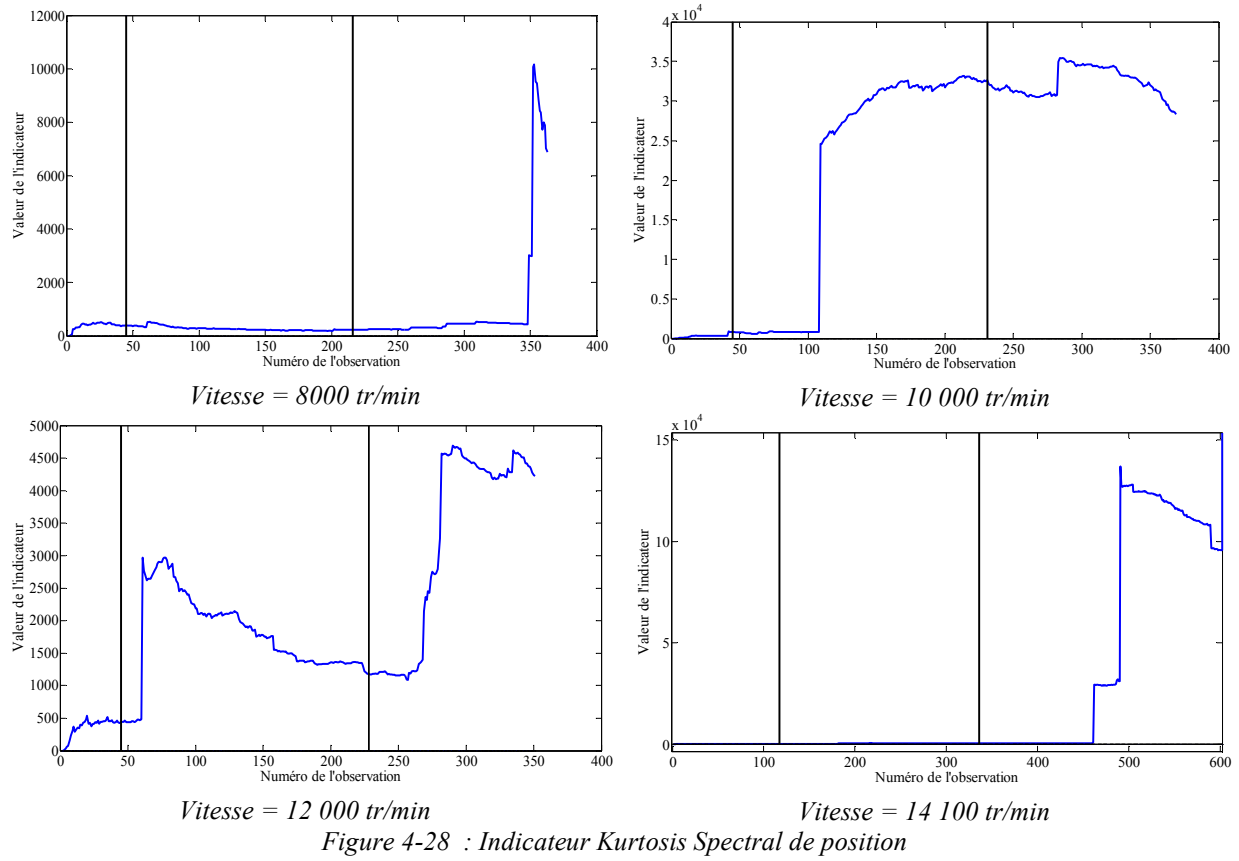 12000
10000
8000
6000
4000
2000
0
Valeur de l'indicateur
0 50 100 150 200 250 300 350 400
Numéro de l'observation
Vitesse = 8000 tr/min
x 10^4
4
3.5
3
2.5
2
1.5
1
0.5
0
Valeur de l'indicateur
0 50 100 150 200 250 300 350 400
Numéro de l'observation
Vitesse = 10 000 tr/min
5000
4500
4000
3500
3000
2500
2000
1500
1000
500
0
Valeur de l'indicateur
0 50 100 150 200 250 300 350 400
Numéro de l'observation
Vitesse = 12 000 tr/min
x 10^4
15
10
5
0
Valeur de l'indicateur
0 100 200 300 400 500 600
Numéro de l'observation
Vitesse = 14 100 tr/min
Figure 4-28 : Indicateur Kurtosis Spectral de position